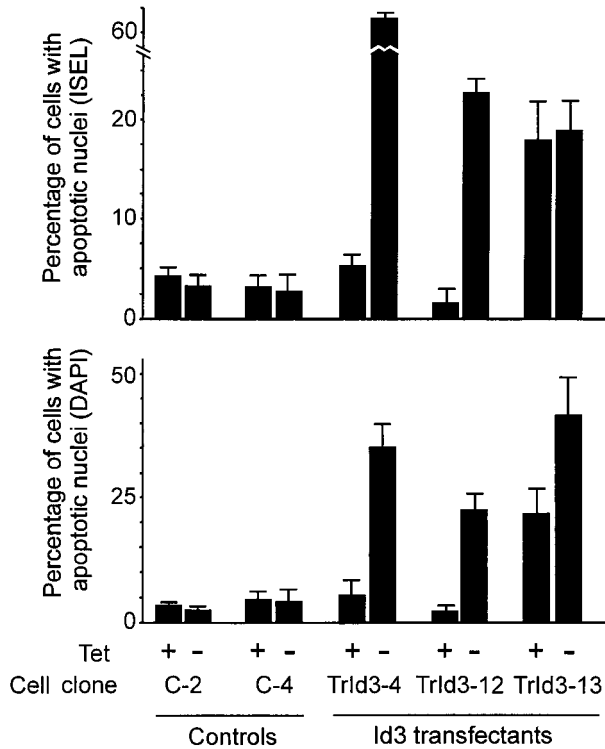 Percentage of cells with
apoptotic nuclei (ISEL)
60
20
10
0
Percentage of cells with
apoptotic nuclei (DAPI)
50
25
0
Tet + - + - + - + - + -
Cell clone C-2 C-4 TrId3-4 TrId3-12 TrId3-13
Controls Id3 transfectants